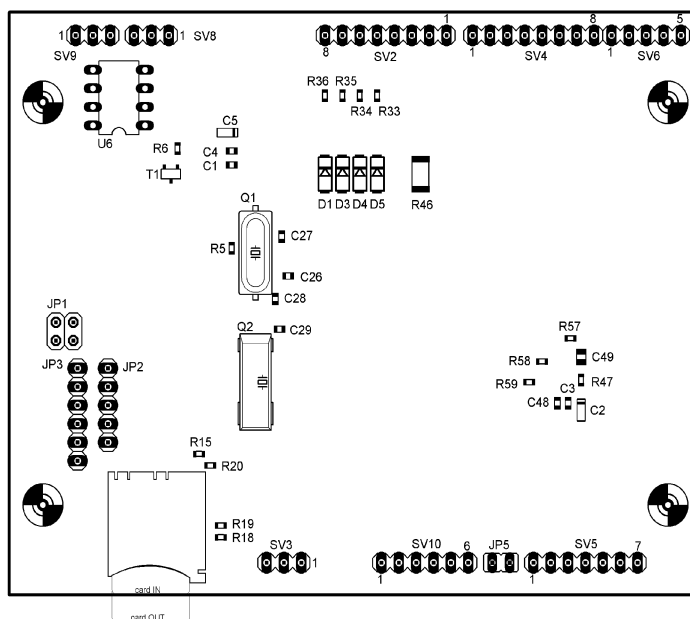 1 8 5
1 SV9 1 SV8 8 SV2 1 SV4 1 SV6
R36 R35
R34 R33
C5
U6 R6 C4
T1 C1
Q1 D1 D3 D4 D5 R46
C27
R5
C26
C28
JP1 Q2 C29
R57
JP3 JP2 R58 C49
R59 C3 R47
C48 C2
R15
R20
R19
R18
SV3 1 SV10 6 JP5 SV5 7
1 1
card IN
card OUT